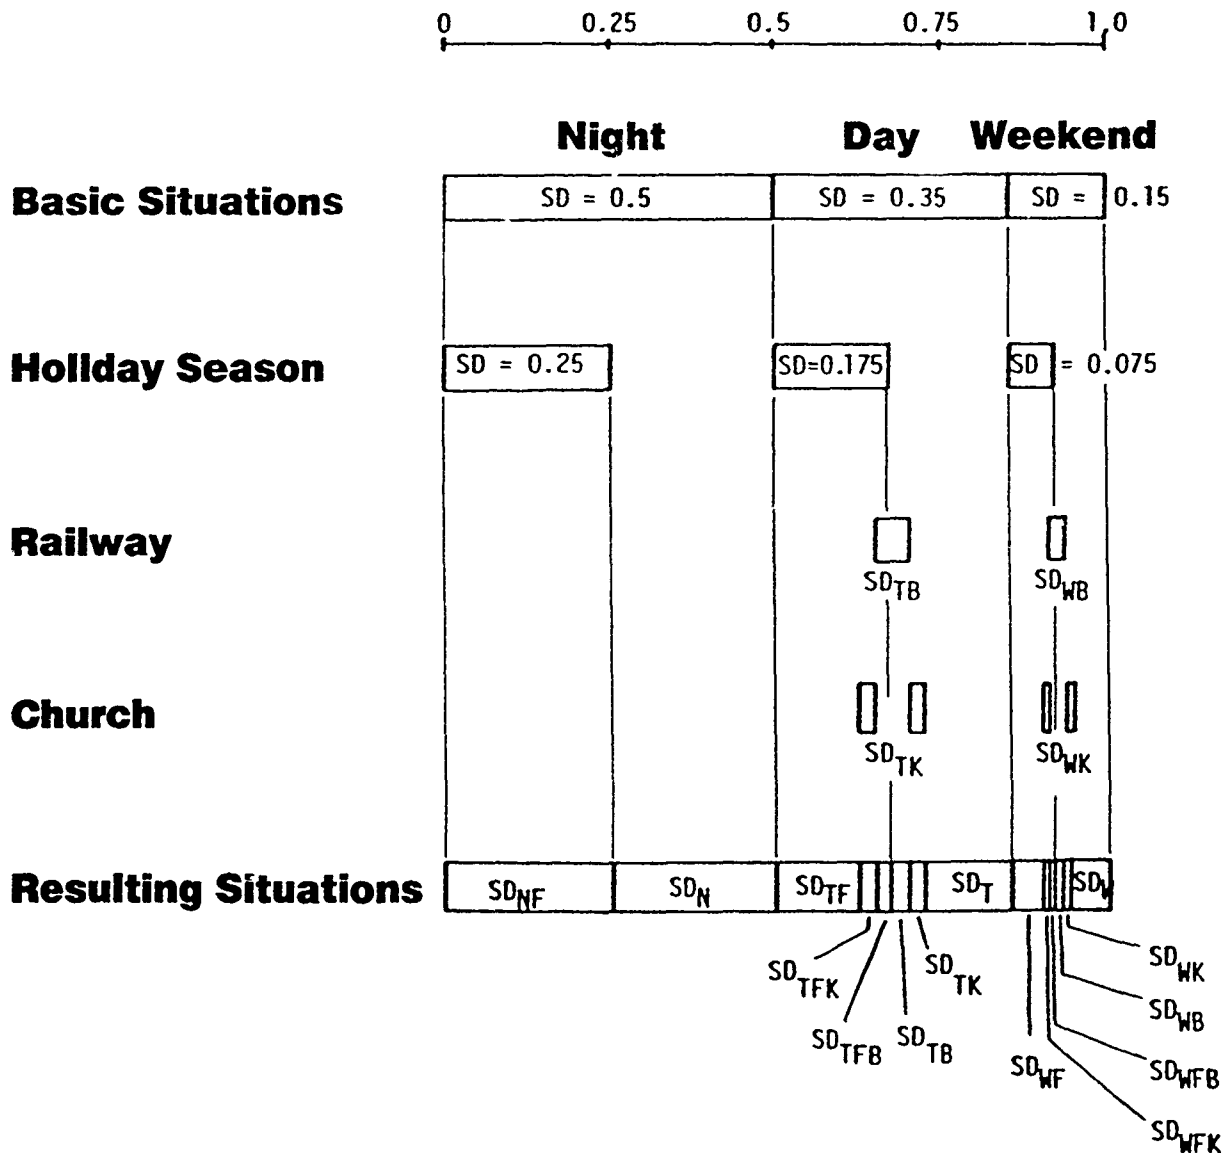 0 0.25 0.5 0.75 1,0
Night Day Weekend
Basic Situations SD = 0.5 SD = 0.35 SD = 0.15
Holiday Season SD = 0.25 SD=0.175 SD = 0.075
Railway
SD_TB SD_WB
Church
SD_TK SD_WK
Resulting Situations SD_NF SD_N SD_TF SD_T SD_W
SD_TFK SD_TK SD_WK
SD_TFB SD_TB SD_WB
SD_WF SD_WFB
SD_WFK